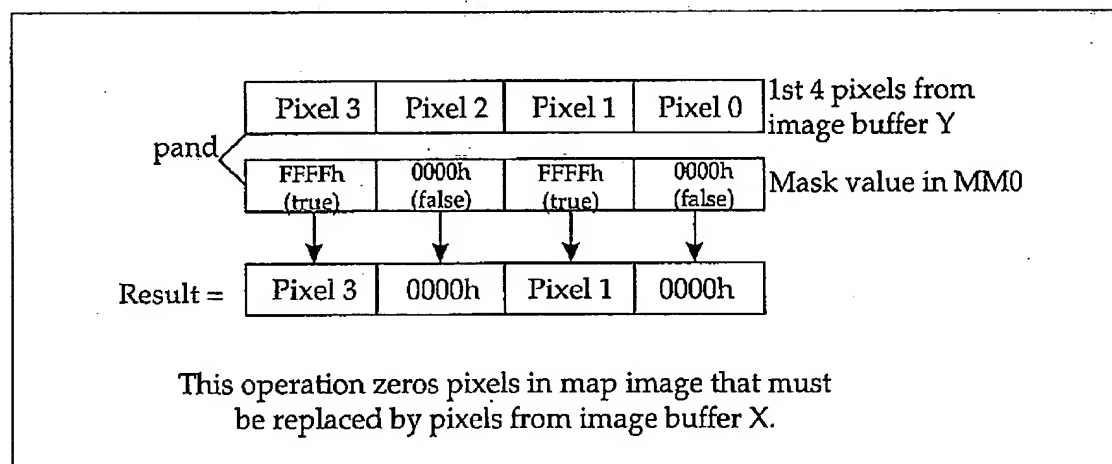 Pixel 3 Pixel 2 Pixel 1 Pixel 0 1st 4 pixels from
image buffer Y
pand
FFFFh 0000h FFFFh 0000h
(true) (false) (true) (false)
Mask value in MM0
Result = Pixel 3 0000h Pixel 1 0000h
This operation zeros pixels in map image that must
be replaced by pixels from image buffer X.